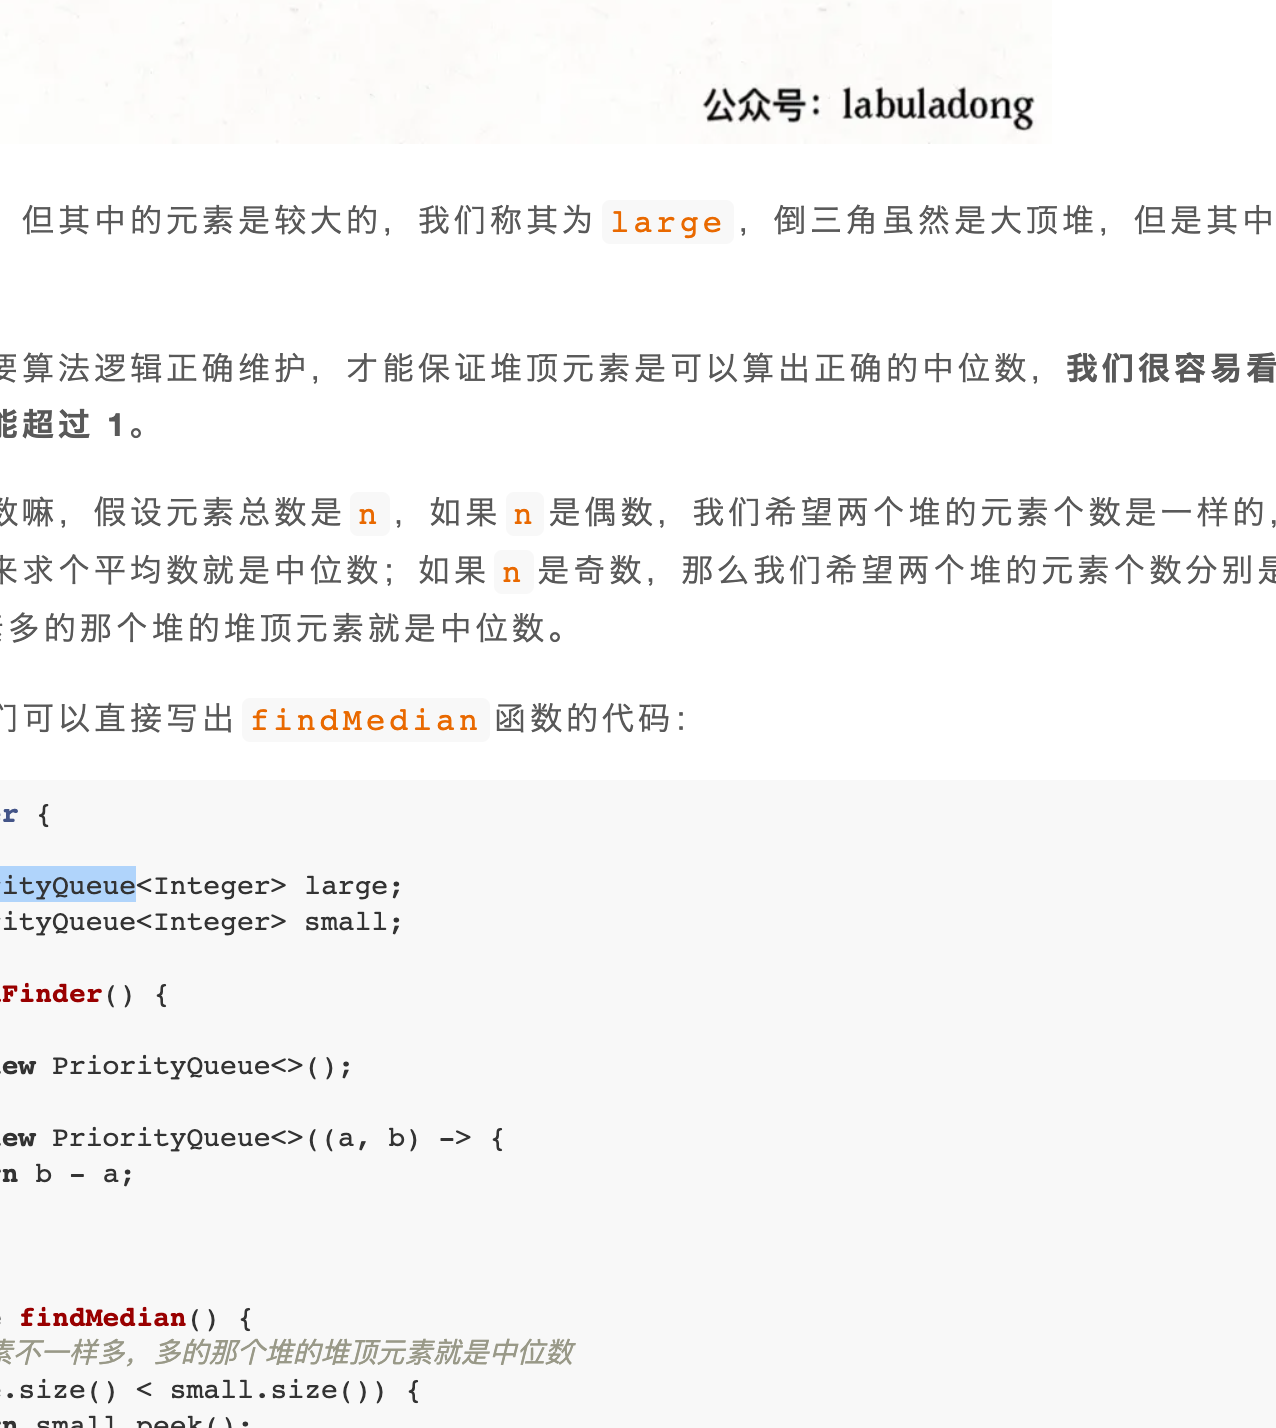 公众号：labuladong
但其中的元素是较大的，我们称其为 large ，倒三角虽然是大顶堆，但是其中
要算法逻辑正确维护，才能保证堆顶元素是可以算出正确的中位数，我们很容易看
能超过 1。
数嘛，假设元素总数是 n ，如果 n 是偶数，我们希望两个堆的元素个数是一样的，
来求个平均数就是中位数；如果 n 是奇数，那么我们希望两个堆的元素个数分别是
素多的那个堆的堆顶元素就是中位数。
们可以直接写出 findMedian 函数的代码：
r {
ityQueue<Integer> large;
ityQueue<Integer> small;
Finder() {
ew PriorityQueue<>();
ew PriorityQueue<>((a, b) -> {
n b - a;
findMedian() {
素不一样多，多的那个堆的堆顶元素就是中位数
.size() < small.size()) {
n small.peek();